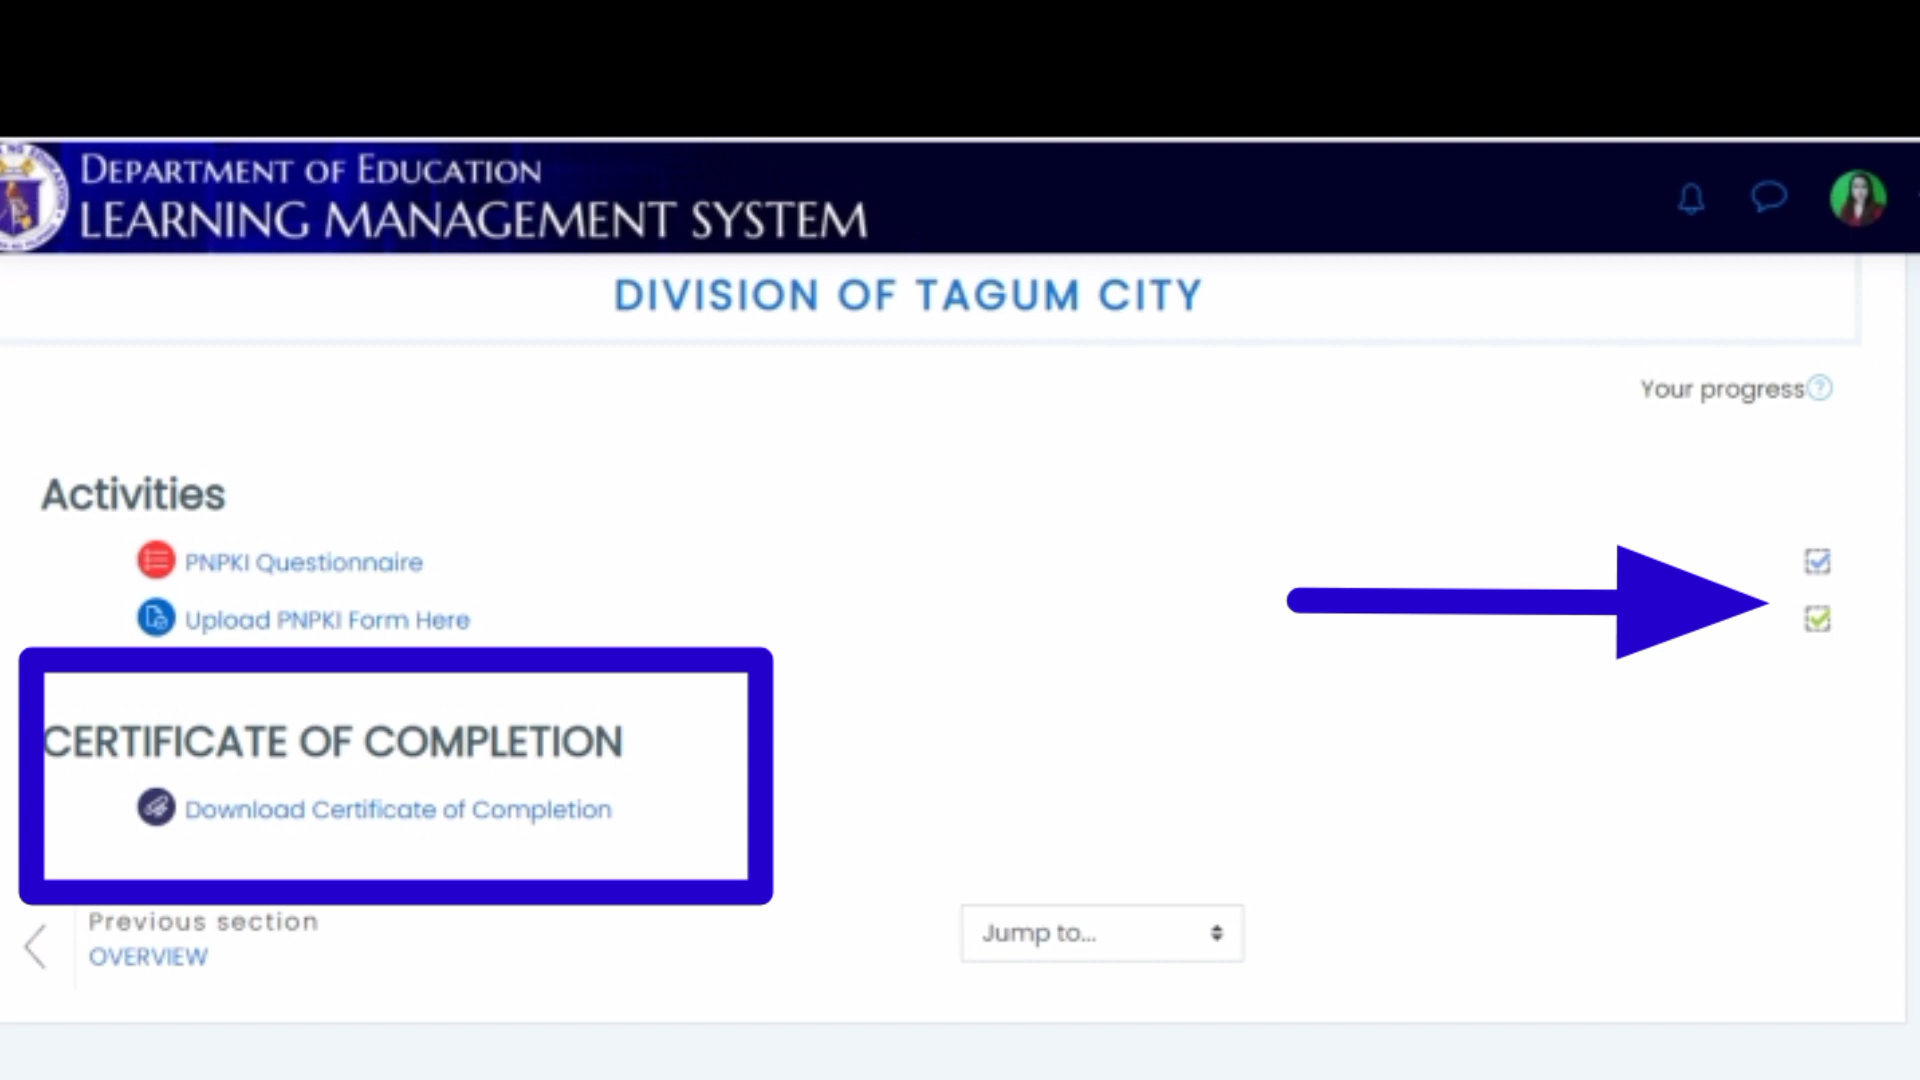 DEPARTMENT OF EDUCATION
LEARNING MANAGEMENT SYSTEM
DIVISION OF TAGUM CITY
Your progress
Activities
PNPKI Questionnaire
Upload PNPKI Form Here
CERTIFICATE OF COMPLETION
Download Certificate of Completion
Previous section
OVERVIEW
Jump to...